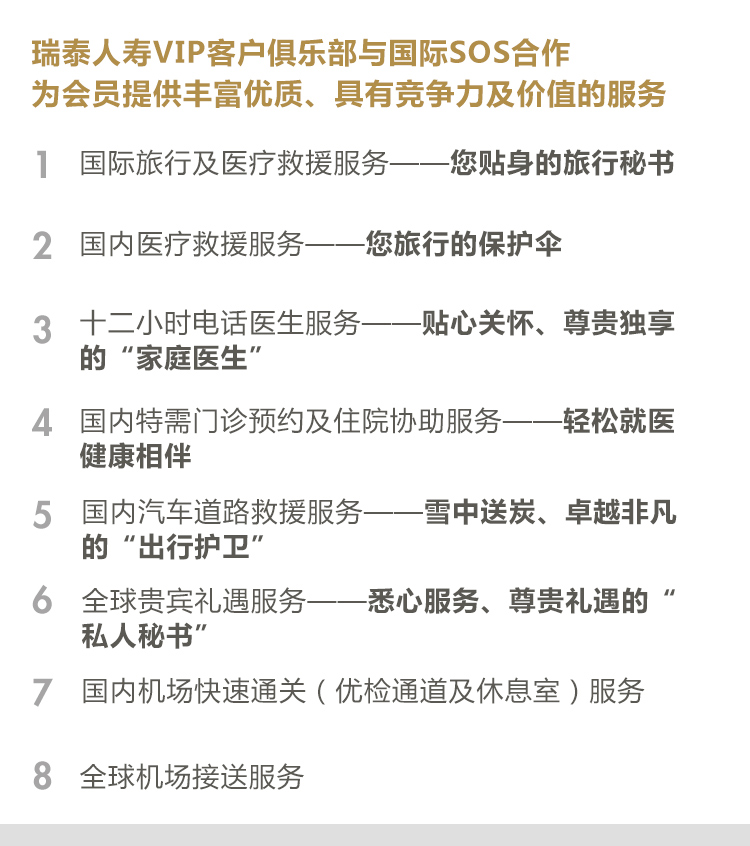 瑞泰人寿VIP客户俱乐部与国际SOS合作
为会员提供丰富优质、具有竞争力及价值的服务
1 国际旅行及医疗救援服务——您贴身的旅行秘书
2 国内医疗救援服务——您旅行的保护伞
3 十二小时电话医生服务——贴心关怀、尊贵独享
的“家庭医生”
4 国内特需门诊预约及住院协助服务——轻松就医
健康相伴
5 国内汽车道路救援服务——雪中送炭、卓越非凡
的“出行护卫”
6 全球贵宾礼遇服务——悉心服务、尊贵礼遇的“
私人秘书”
7 国内机场快速通关（优检通道及休息室）服务
8 全球机场接送服务